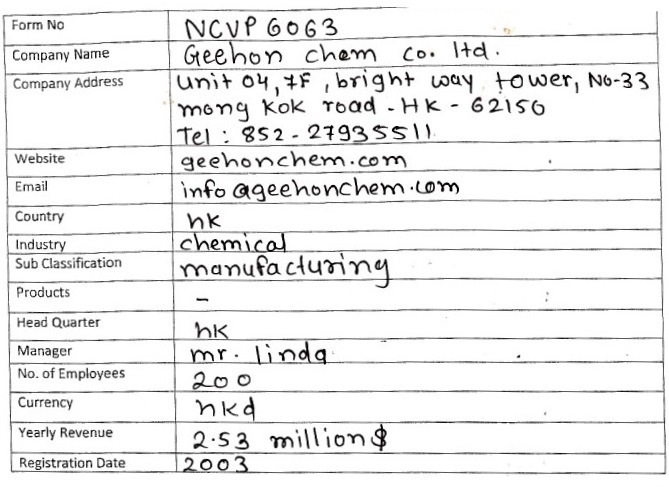 Form No NCVP 6063
Company Name Geehon chem co. ltd.
Company Address unit 04, 7F, bright way tower, No-33
mong kok road - HK - 62150
Tel : 852 - 27935511
Website geehonchem.com
Email info@geehonchem.com
Country hk
Industry chemical
Sub Classification manufacturing
Products -
Head Quarter hk
Manager mr. linda
No. of Employees 200
Currency hkd
Yearly Revenue 2.53 million $
Registration Date 2003